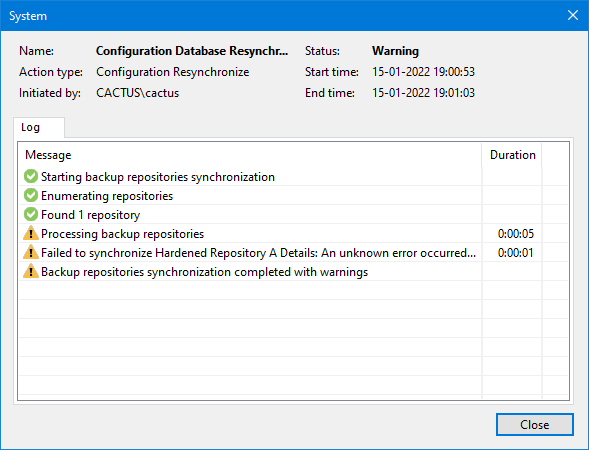 System
Name: Configuration Database Resynchr... Status: Warning
Action type: Configuration Resynchronize Start time: 15-01-2022 19:00:53
Initiated by: CACTUS\cactus End time: 15-01-2022 19:01:03
Log
Message Duration
Starting backup repositories synchronization
Enumerating repositories
Found 1 repository
Processing backup repositories 0:00:05
Failed to synchronize Hardened Repository A Details: An unknown error occurred... 0:00:01
Backup repositories synchronization completed with warnings
Close